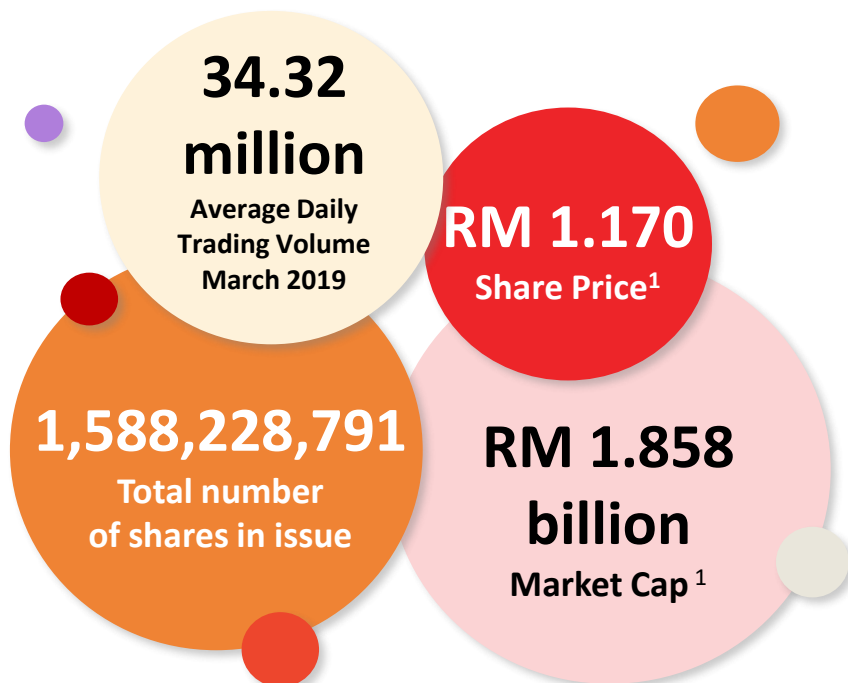 34.32
million
Average Daily
Trading Volume
March 2019
RM 1.170
Share Price¹
1,588,228,791
Total number
of shares in issue
RM 1.858
billion
Market Cap ¹